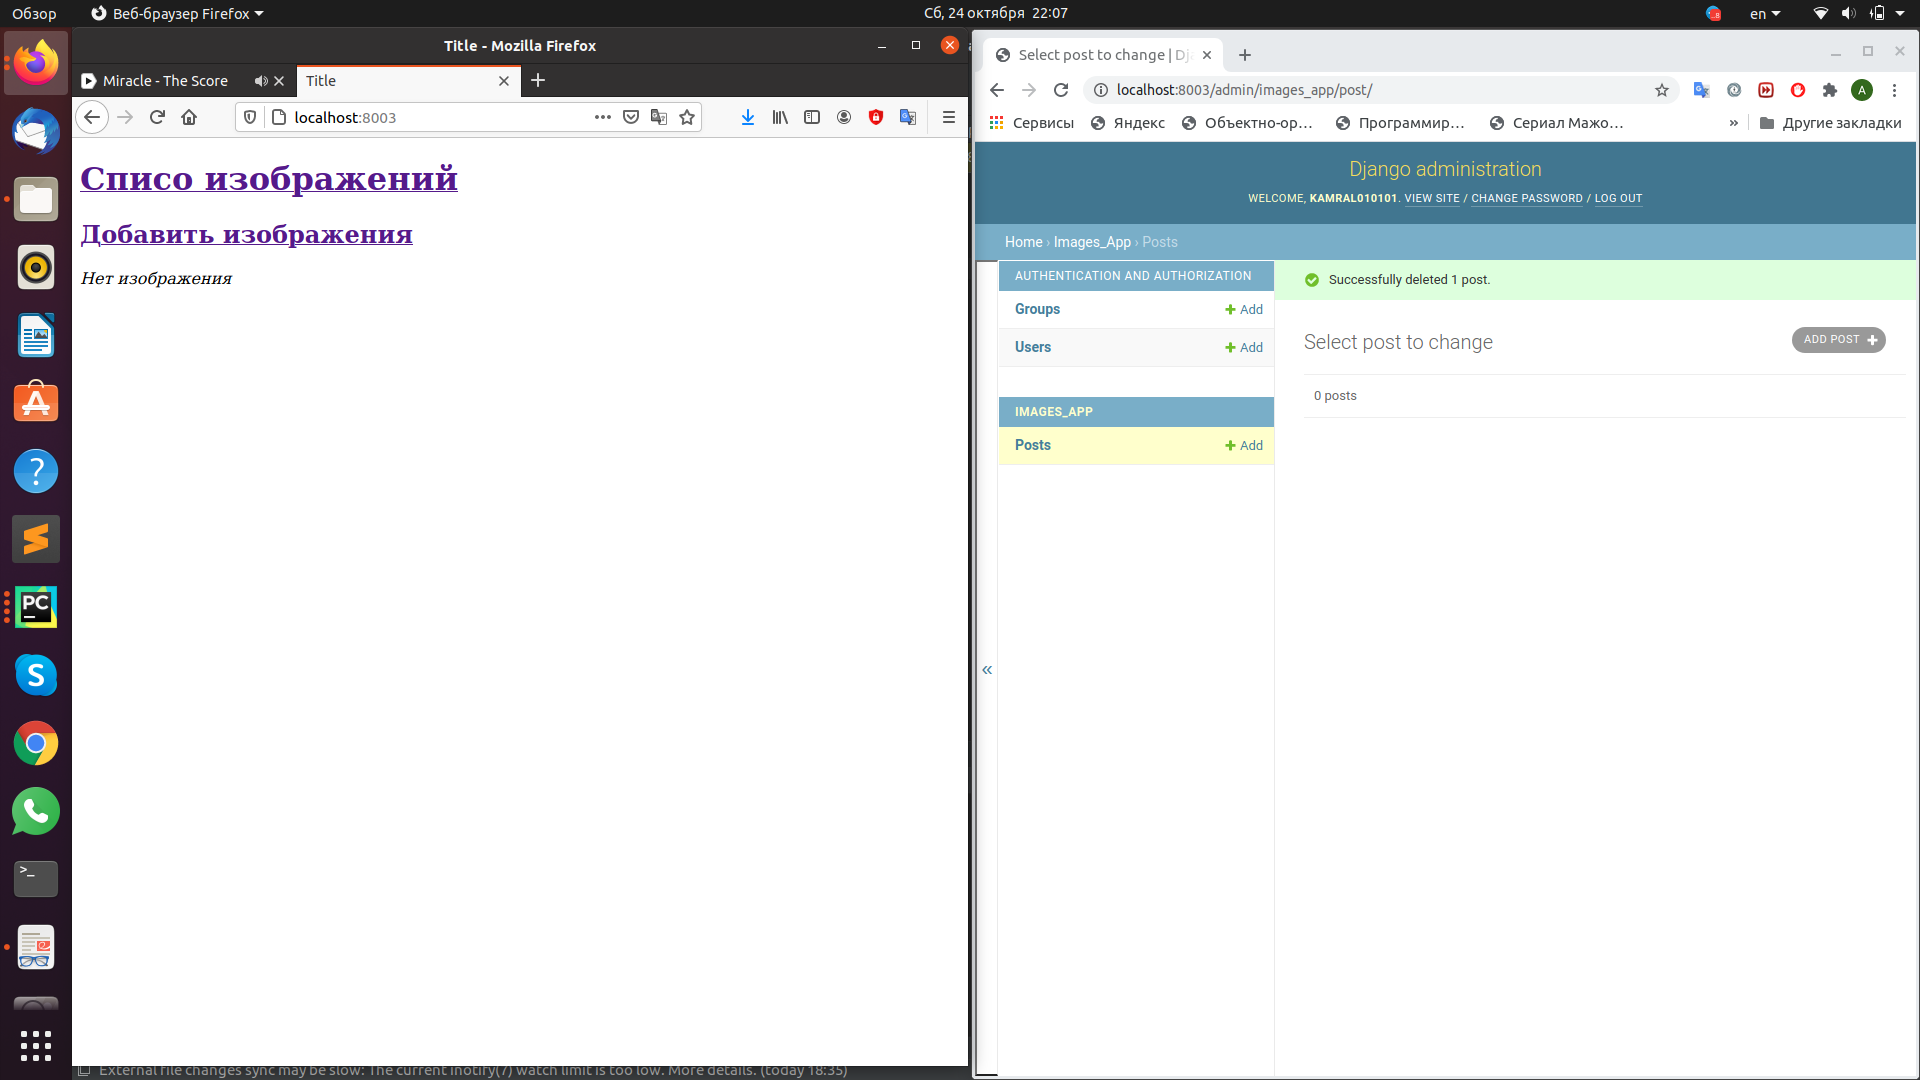 Обзор
Веб-браузер Firefox
Сб, 24 октября 22:07
en
Title - Mozilla Firefox
Miracle - The Score
Title
localhost:8003
Списо изображений
Добавить изображения
Нет изображения
External file changes sync may be slow: The current inotify(7) watch limit is too low. More details. (today 18:35)
Select post to change | Dj
localhost:8003/admin/images_app/post/
A
Сервисы
Яндекс
Объектно-ор…
Программир…
Сериал Мажо…
»
Другие закладки
Django administration
WELCOME, KAMRAL010101. VIEW SITE / CHANGE PASSWORD / LOG OUT
Home › Images_App › Posts
AUTHENTICATION AND AUTHORIZATION
Groups
Add
Users
Add
IMAGES_APP
Posts
Add
«
Successfully deleted 1 post.
Select post to change
ADD POST
0 posts
PC
S
>_
?